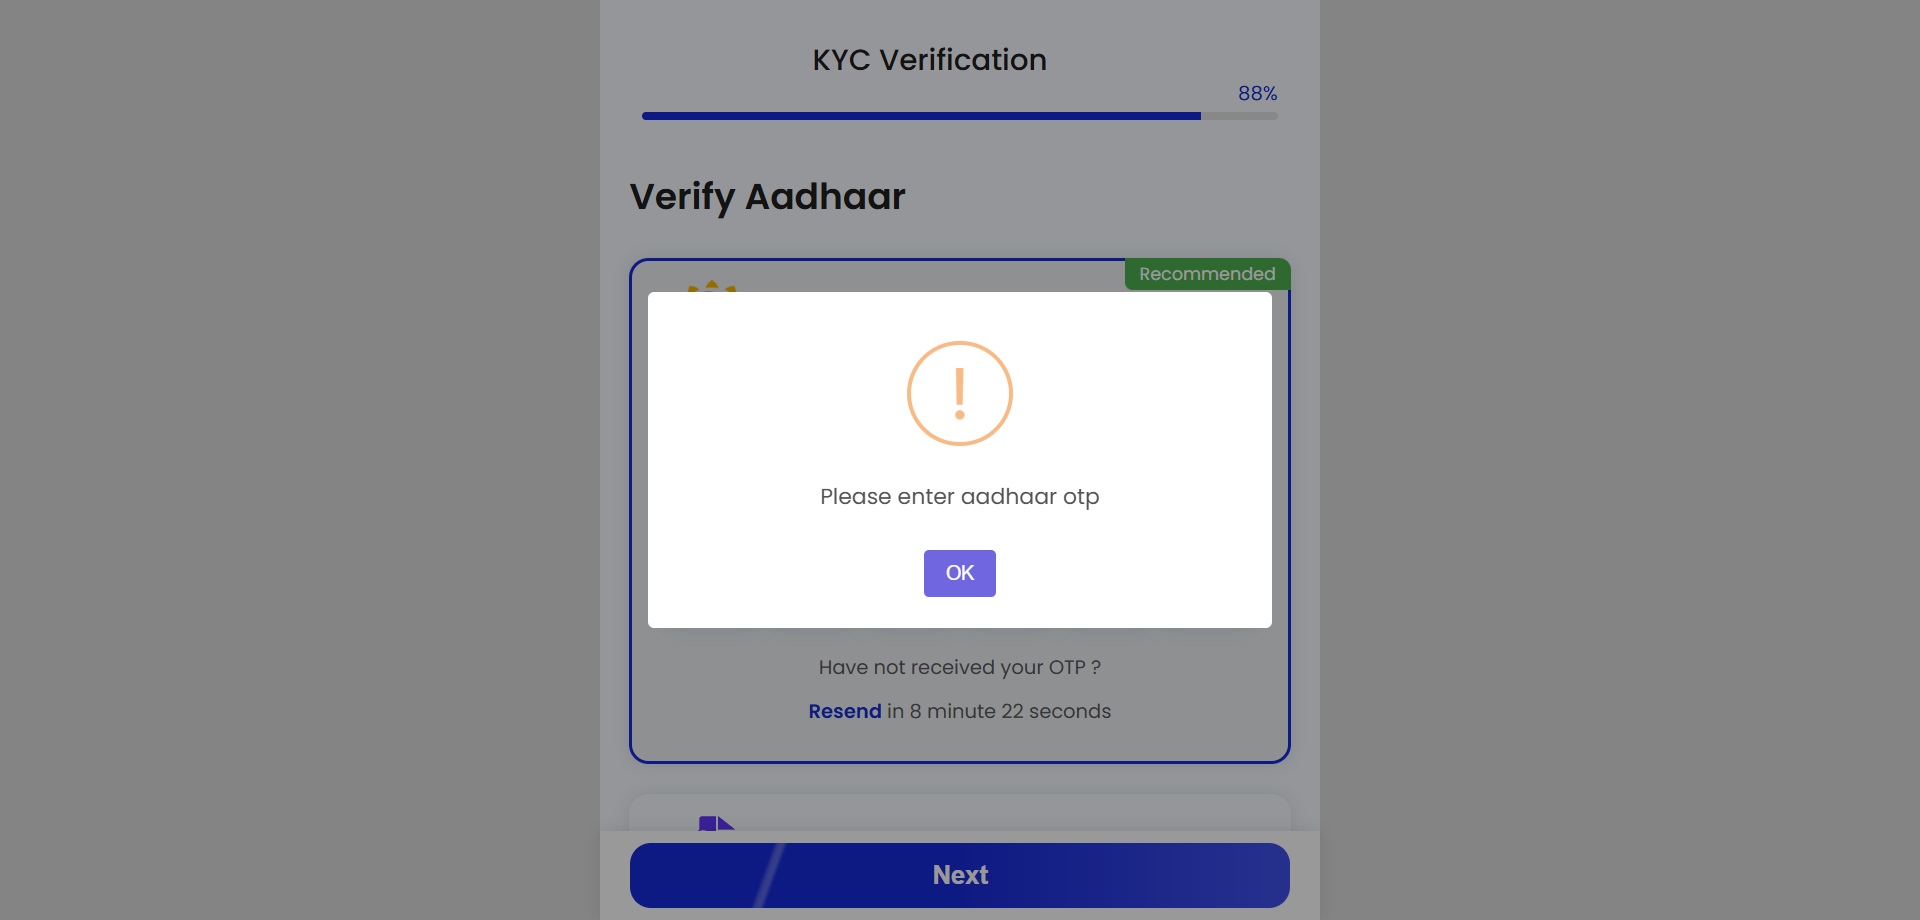 KYC Verification
88%
Verify Aadhaar
Recommended
!
Please enter aadhaar otp
OK
Have not received your OTP ?
Resend in 8 minute 22 seconds
Next